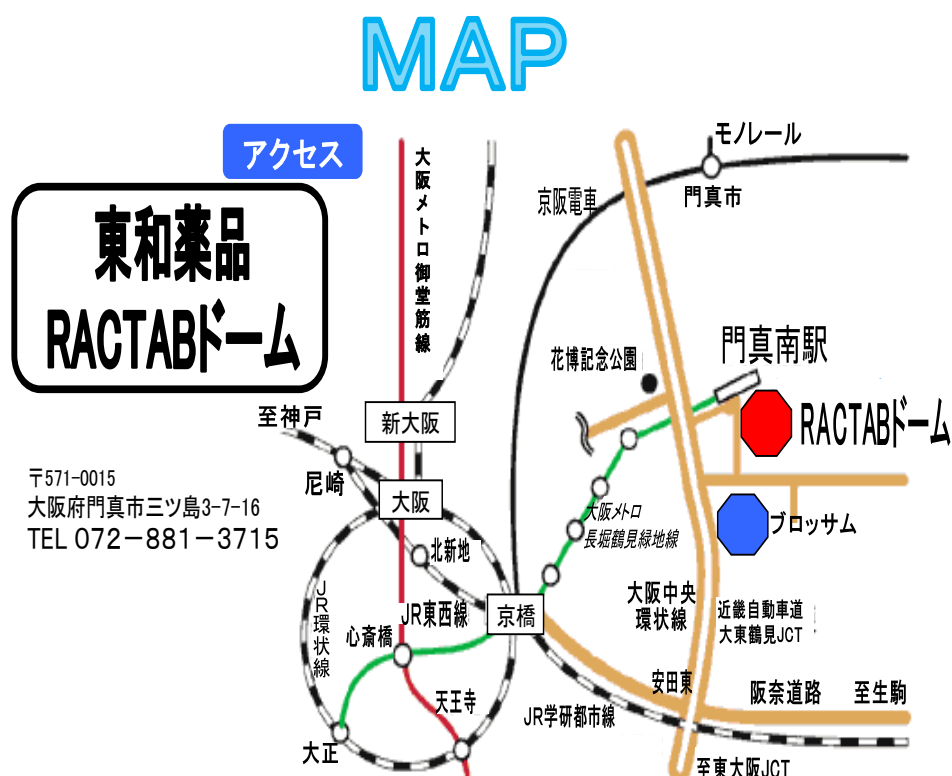 MAP
アクセス
東和薬品
RACTABドーム
〒571-0015
大阪府門真市三ツ島3-7-16
TEL 072－881－3715
大阪メトロ御堂筋線
モノレール
門真市
京阪電車
花博記念公園
門真南駅
RACTABドーム
至神戸
新大阪
尼崎
大阪
北新地
大阪メトロ
長堀鶴見緑地線
ブロッサム
JR環状線
心斎橋
JR東西線
京橋
大阪中央
環状線
近畿自動車道
大東鶴見JCT
安田東
阪奈道路
至生駒
天王寺
JR学研都市線
大正
至東大阪JCT